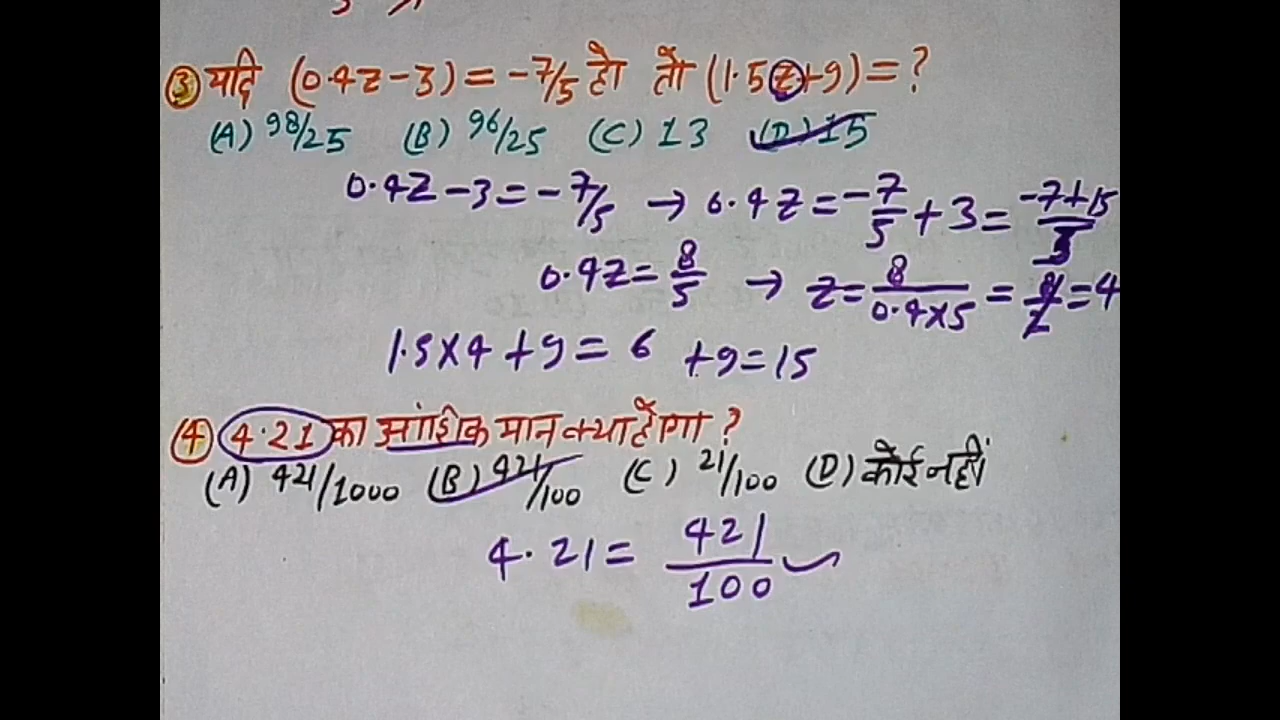 ③ यदि (0.4z-3) = -7/5 हो तो (1.5z+9) = ?
(A) 98/25 (B) 96/25 (C) 13 (D) 15
0.4z-3 = -7/5 → 0.4z = -7/5 + 3 = -7+15/5
0.4z = 8/5 → z = 8/0.4×5 = 8/2 = 4
1.5×4 + 9 = 6 + 9 = 15
④ 4.21 का आंशिक मान क्या होगा ?
(A) 421/1000 (B) 421/100 (C) 21/100 (D) कोई नहीं
4.21 = 421/100